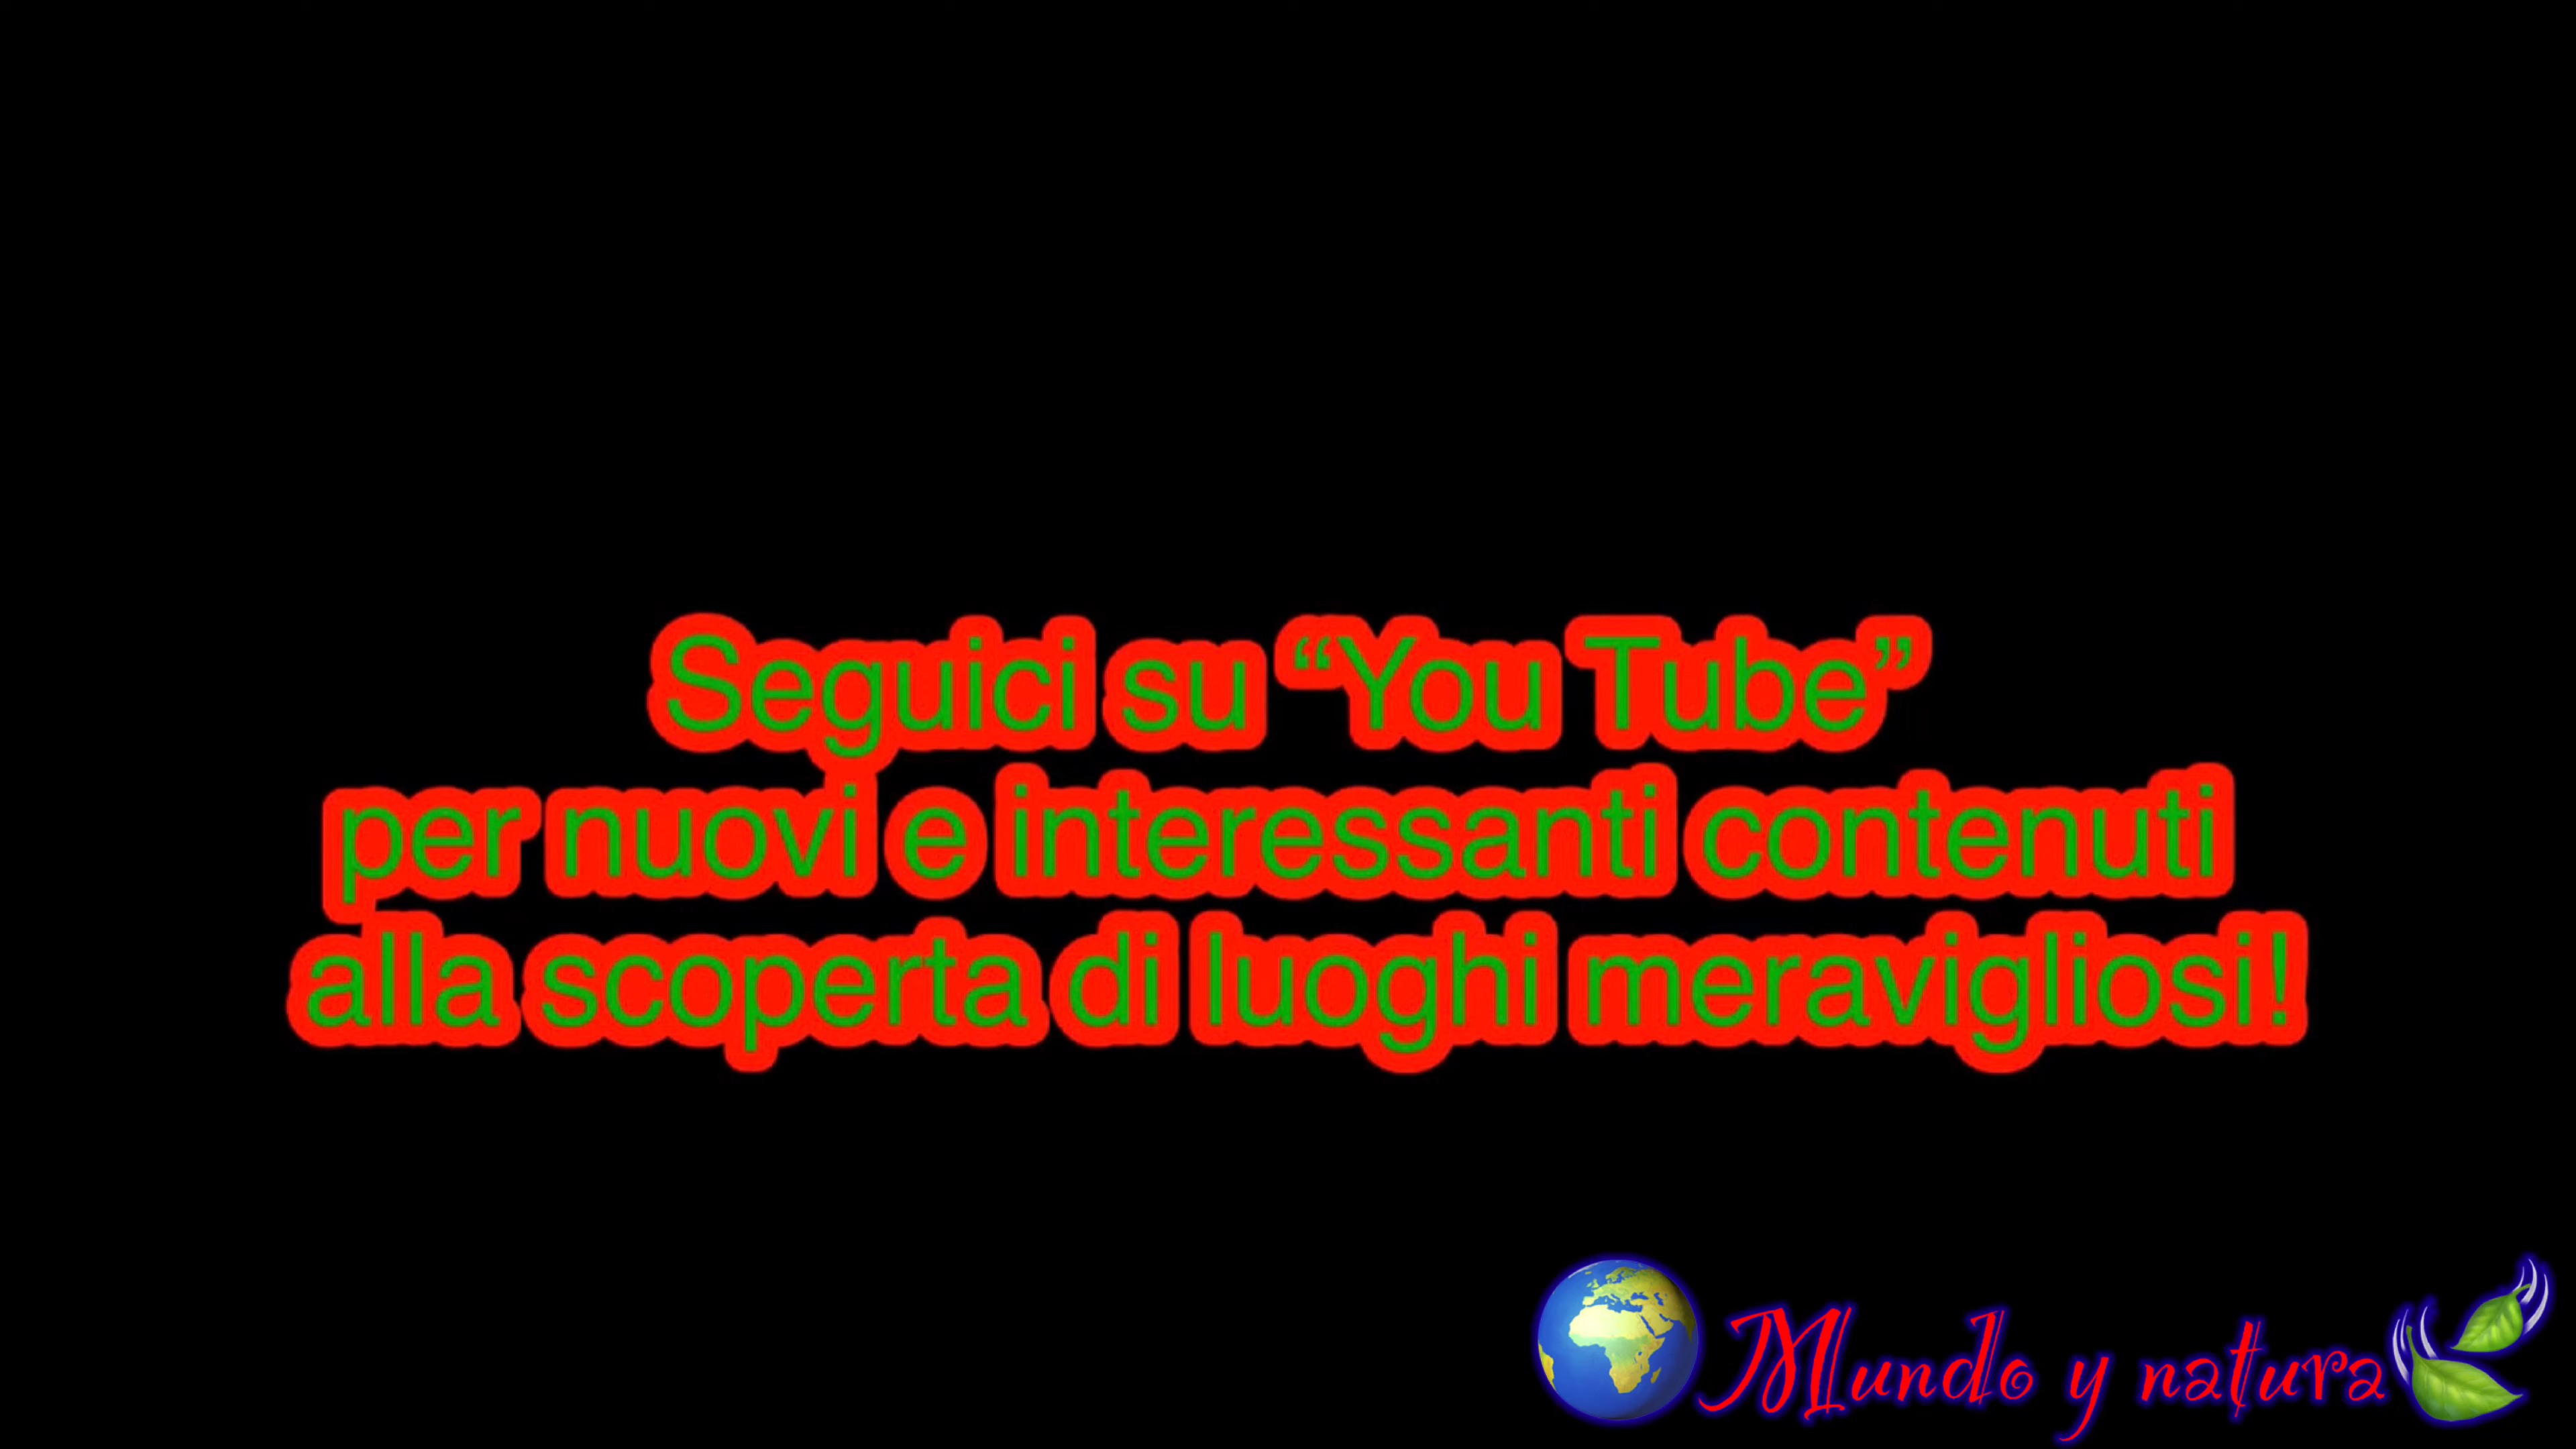 Seguici su “You Tube”
per nuovi e interessanti contenuti
alla scoperta di luoghi meravigliosi!
Mundo y natura